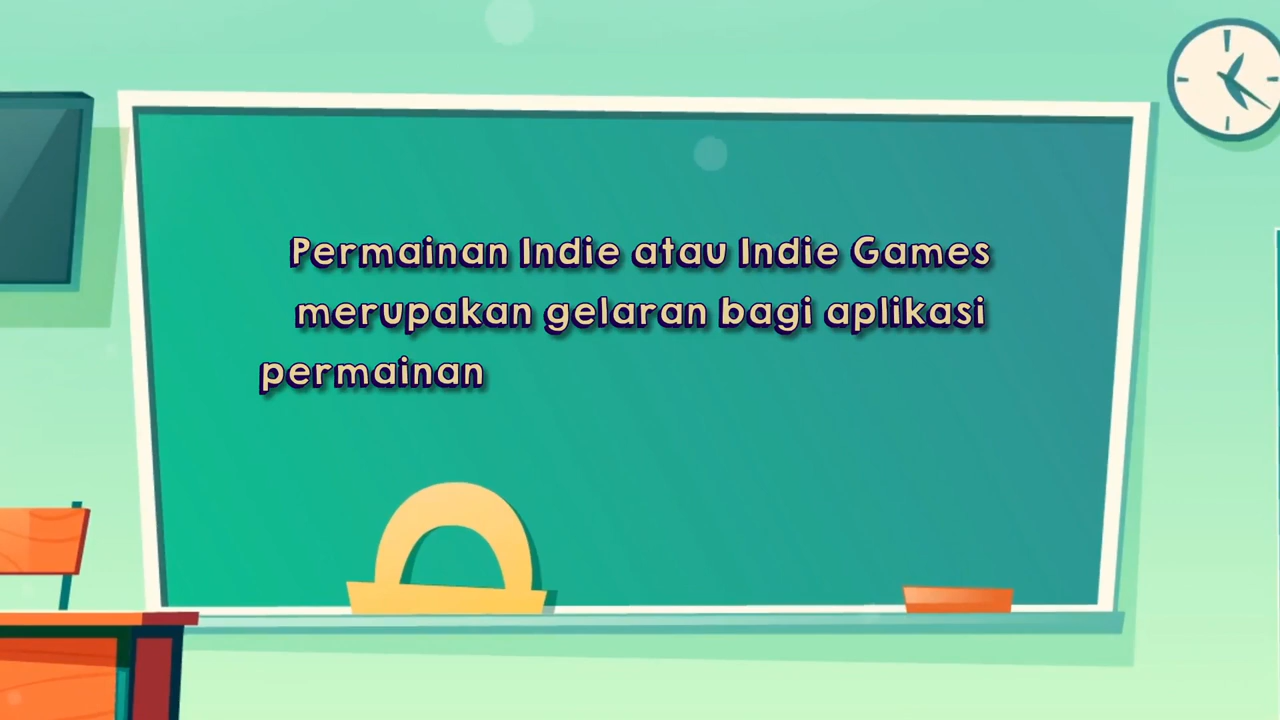 Permainan Indie atau Indie Games
merupakan gelaran bagi aplikasi
permainan